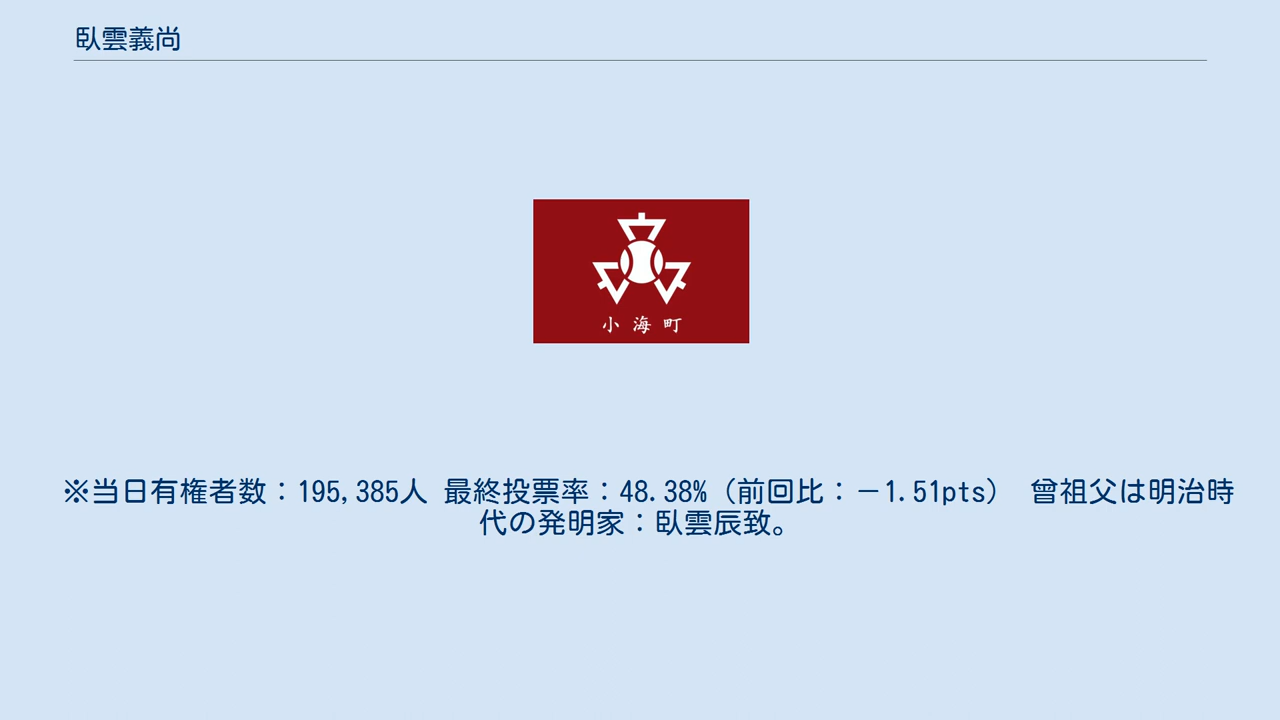 臥雲義尚
小海町
※当日有権者数：195,385人 最終投票率：48.38%（前回比：－1.51pts） 曾祖父は明治時
代の発明家：臥雲辰致。